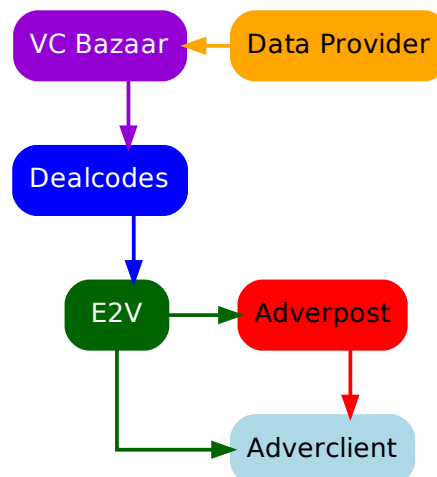 VC Bazaar
Data Provider
Dealcodes
E2V
Adverpost
Adverclient